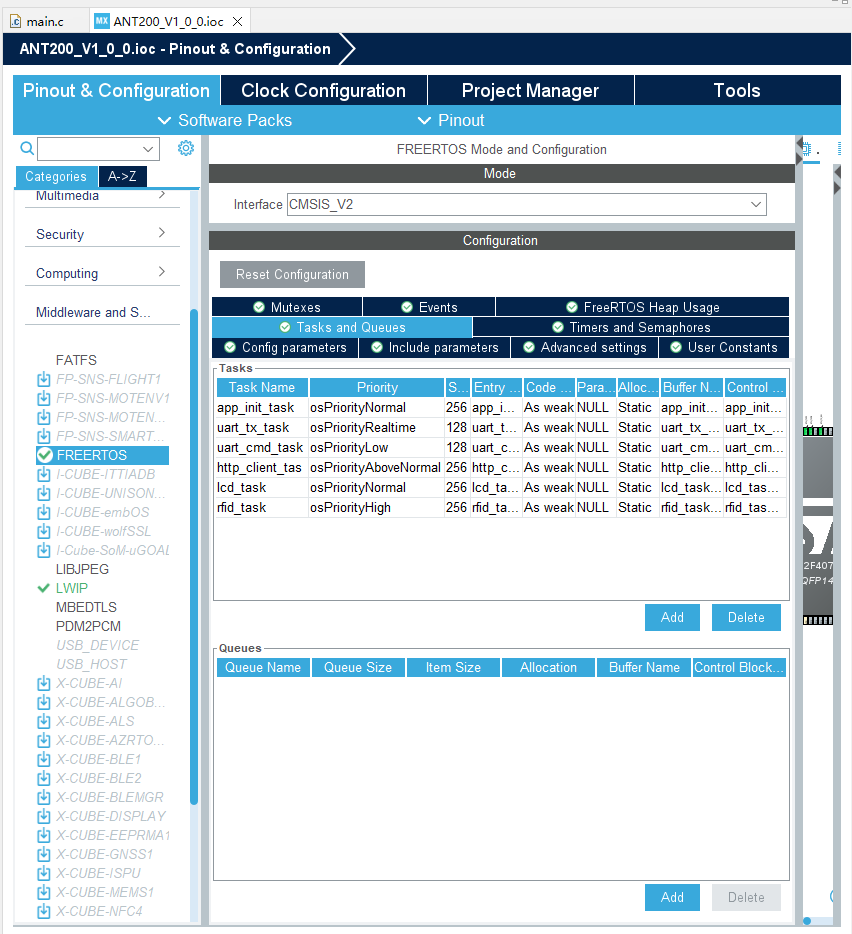 main.c
MX ANT200_V1_0_0.ioc
ANT200_V1_0_0.ioc - Pinout & Configuration
Pinout & Configuration Clock Configuration Project Manager Tools
Software Packs Pinout
Categories A->Z
Multimedia
Security
Computing
Middleware and S...
FATFS
FP-SNS-FLIGHT1
FP-SNS-MOTENV1
FP-SNS-MOTEN...
FP-SNS-SMART...
FREERTOS
I-CUBE-ITTIADB
I-CUBE-UNISON...
I-CUBE-embOS
I-CUBE-wolfSSL
I-Cube-SoM-uGOAL
LIBJPEG
LWIP
MBEDTLS
PDM2PCM
USB_DEVICE
USB_HOST
X-CUBE-AI
X-CUBE-ALGOB...
X-CUBE-ALS
X-CUBE-AZRTO...
X-CUBE-BLE1
X-CUBE-BLE2
X-CUBE-BLEMGR
X-CUBE-DISPLAY
X-CUBE-EEPRMA1
X-CUBE-GNSS1
X-CUBE-ISPU
X-CUBE-MEMS1
X-CUBE-NFC4
FREERTOS Mode and Configuration
Mode
Interface CMSIS_V2
Configuration
Reset Configuration
Mutexes Events FreeRTOS Heap Usage
Tasks and Queues Timers and Semaphores
Config parameters Include parameters Advanced settings User Constants
Tasks
Task Name Priority S... Entry ... Code ... Para... Alloc... Buffer N... Control ...
app_init_task osPriorityNormal 256 app_i... As weak NULL Static app_init... app_init...
uart_tx_task osPriorityRealtime 128 uart_t... As weak NULL Static uart_tx_... uart_tx_...
uart_cmd_task osPriorityLow 128 uart_c... As weak NULL Static uart_cm... uart_cm...
http_client_tas osPriorityAboveNormal 256 http_c... As weak NULL Static http_clie... http_cli...
lcd_task osPriorityNormal 256 lcd_ta... As weak NULL Static lcd_task... lcd_tas...
rfid_task osPriorityHigh 256 rfid_ta... As weak NULL Static rfid_task... rfid_tas...
Add Delete
Queues
Queue Name Queue Size Item Size Allocation Buffer Name Control Block...
Add Delete
2F407
QFP14